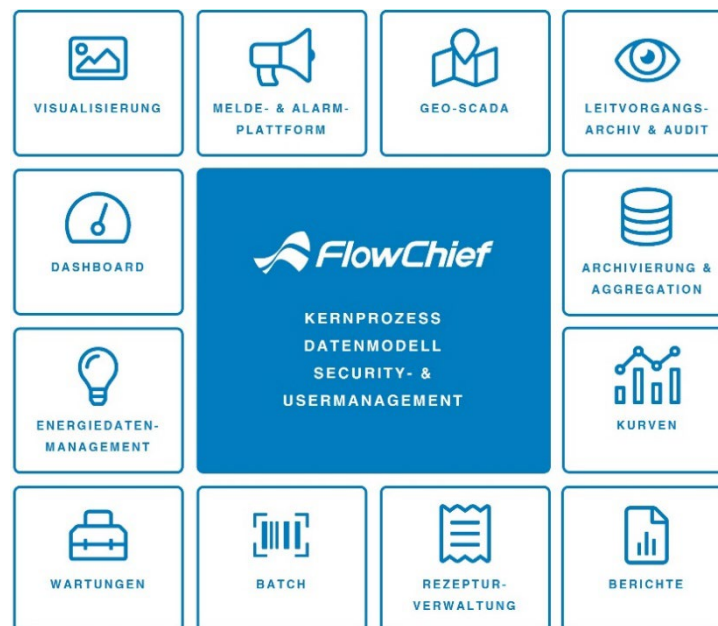 VISUALISIERUNG
MELDE- & ALARM-
PLATTFORM
GEO-SCADA
LEITVORGANGS-
ARCHIV & AUDIT
DASHBOARD
FlowChief
KERNPROZESS
DATENMODELL
SECURITY- &
USERMANAGEMENT
ARCHIVIERUNG &
AGGREGATION
ENERGIEDATEN-
MANAGEMENT
KURVEN
WARTUNGEN
BATCH
REZEPTUR-
VERWALTUNG
BERICHTE